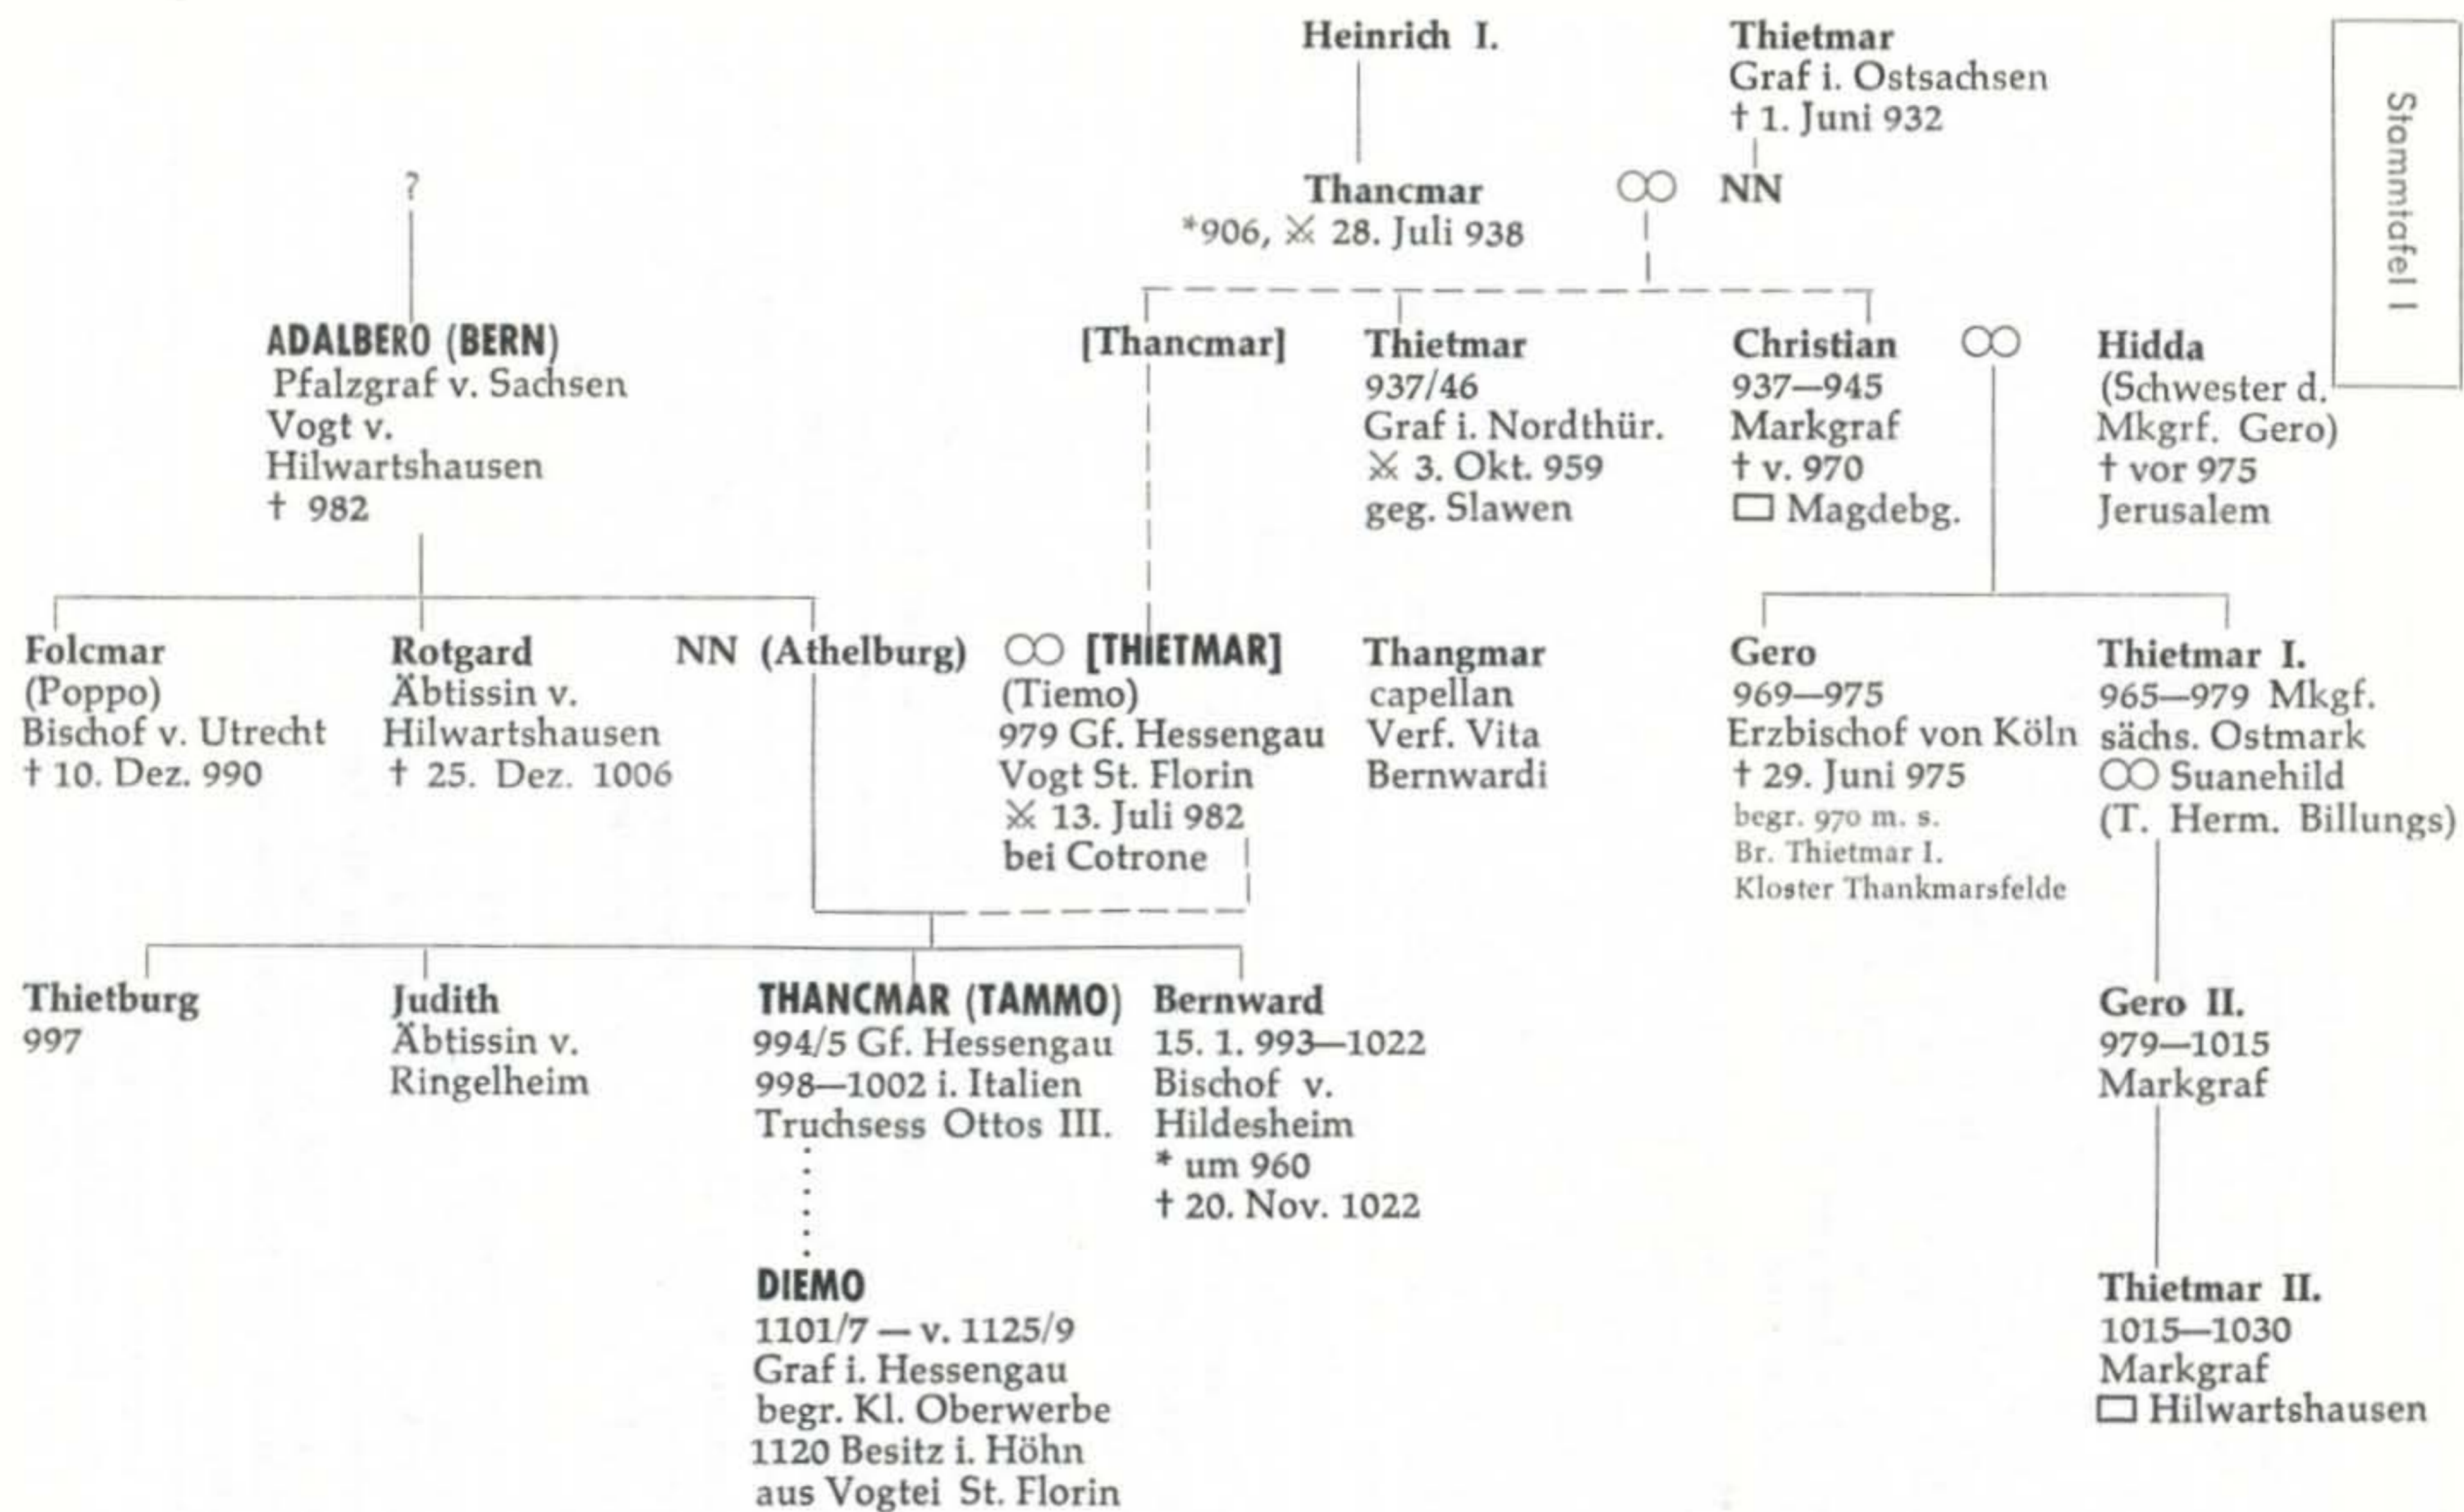 Stammtafel I
Heinrich I.
Thietmar
Graf i. Ostsachsen
† 1. Juni 932
?
Thancmar
*906, ⚔ 28. Juli 938
⚭ NN
ADALBERO (BERN)
Pfalzgraf v. Sachsen
Vogt v.
Hilwartshausen
† 982
[Thancmar]
Thietmar
937/46
Graf i. Nordthür.
⚔ 3. Okt. 959
geg. Slawen
Christian
937—945
Markgraf
† v. 970
▭ Magdebg.
⚭
Hidda
(Schwester d.
Mkgrf. Gero)
† vor 975
Jerusalem
Folcmar
(Poppo)
Bischof v. Utrecht
† 10. Dez. 990
Rotgard
Äbtissin v.
Hilwartshausen
† 25. Dez. 1006
NN (Athelburg)
⚭ [THIETMAR]
(Tiemo)
979 Gf. Hessengau
Vogt St. Florin
⚔ 13. Juli 982
bei Cotrone
Thangmar
capellan
Verf. Vita
Bernwardi
Gero
969—975
Erzbischof von Köln
† 29. Juni 975
begr. 970 m. s.
Br. Thietmar I.
Kloster Thankmarsfelde
Thietmar I.
965—979 Mkgf.
sächs. Ostmark
⚭ Suanehild
(T. Herm. Billungs)
Thietburg
997
Judith
Äbtissin v.
Ringelheim
THANCMAR (TAMMO)
994/5 Gf. Hessengau
998—1002 i. Italien
Truchsess Ottos III.
Bernward
15. 1. 993—1022
Bischof v.
Hildesheim
* um 960
† 20. Nov. 1022
Gero II.
979—1015
Markgraf
DIEMO
1101/7 — v. 1125/9
Graf i. Hessengau
begr. Kl. Oberwerbe
1120 Besitz i. Höhn
aus Vogtei St. Florin
Thietmar II.
1015—1030
Markgraf
▭ Hilwartshausen